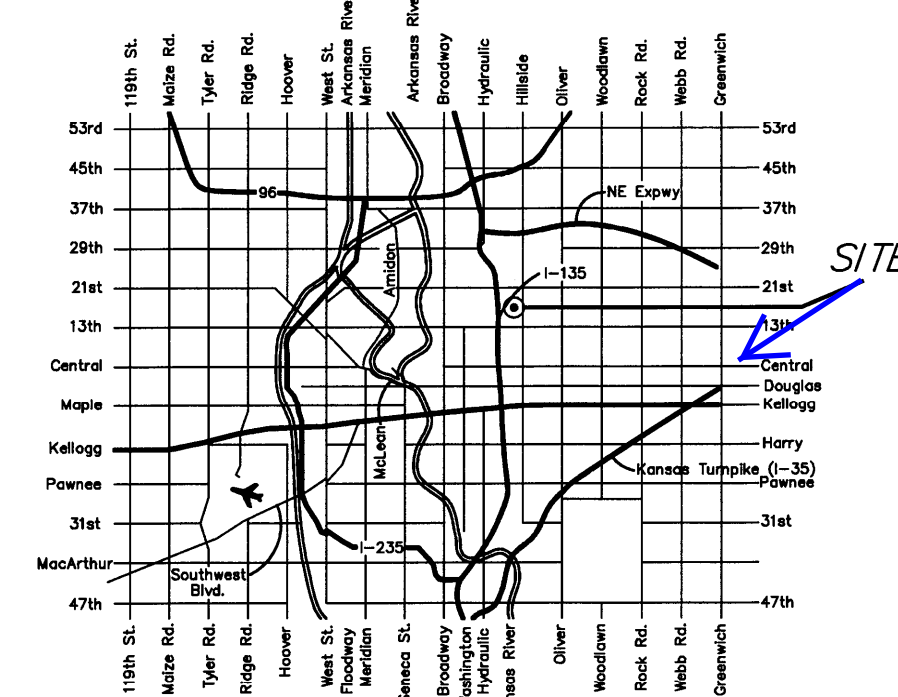 119th St.
Maize Rd.
Tyler Rd.
Ridge Rd.
Hoover
West St.
Arkansas Rive
Meridian
Arkansas Rive
Broadway
Hydraulic
Hillside
Oliver
Woodlawn
Rock Rd.
Webb Rd.
Greenwich
53rd
53rd
45th
45th
96
NE Expwy
37th
37th
29th
29th
Amidon
SITE
I-135
21st
21st
13th
13th
Central
Central
Douglas
Maple
Kellogg
McLean
Kellogg
Harry
Kansas Turnpike (I-35)
Pawnee
Pawnee
31st
31st
I-235
MacArthur
Southwest
Blvd.
47th
47th
119th St.
Maize Rd.
Tyler Rd.
Ridge Rd.
Hoover
West St.
Floodway
Meridian
Seneca St.
Broadway
ashington
Hydraulic
nsas River
Oliver
Woodlawn
Rock Rd.
Webb Rd.
Greenwich